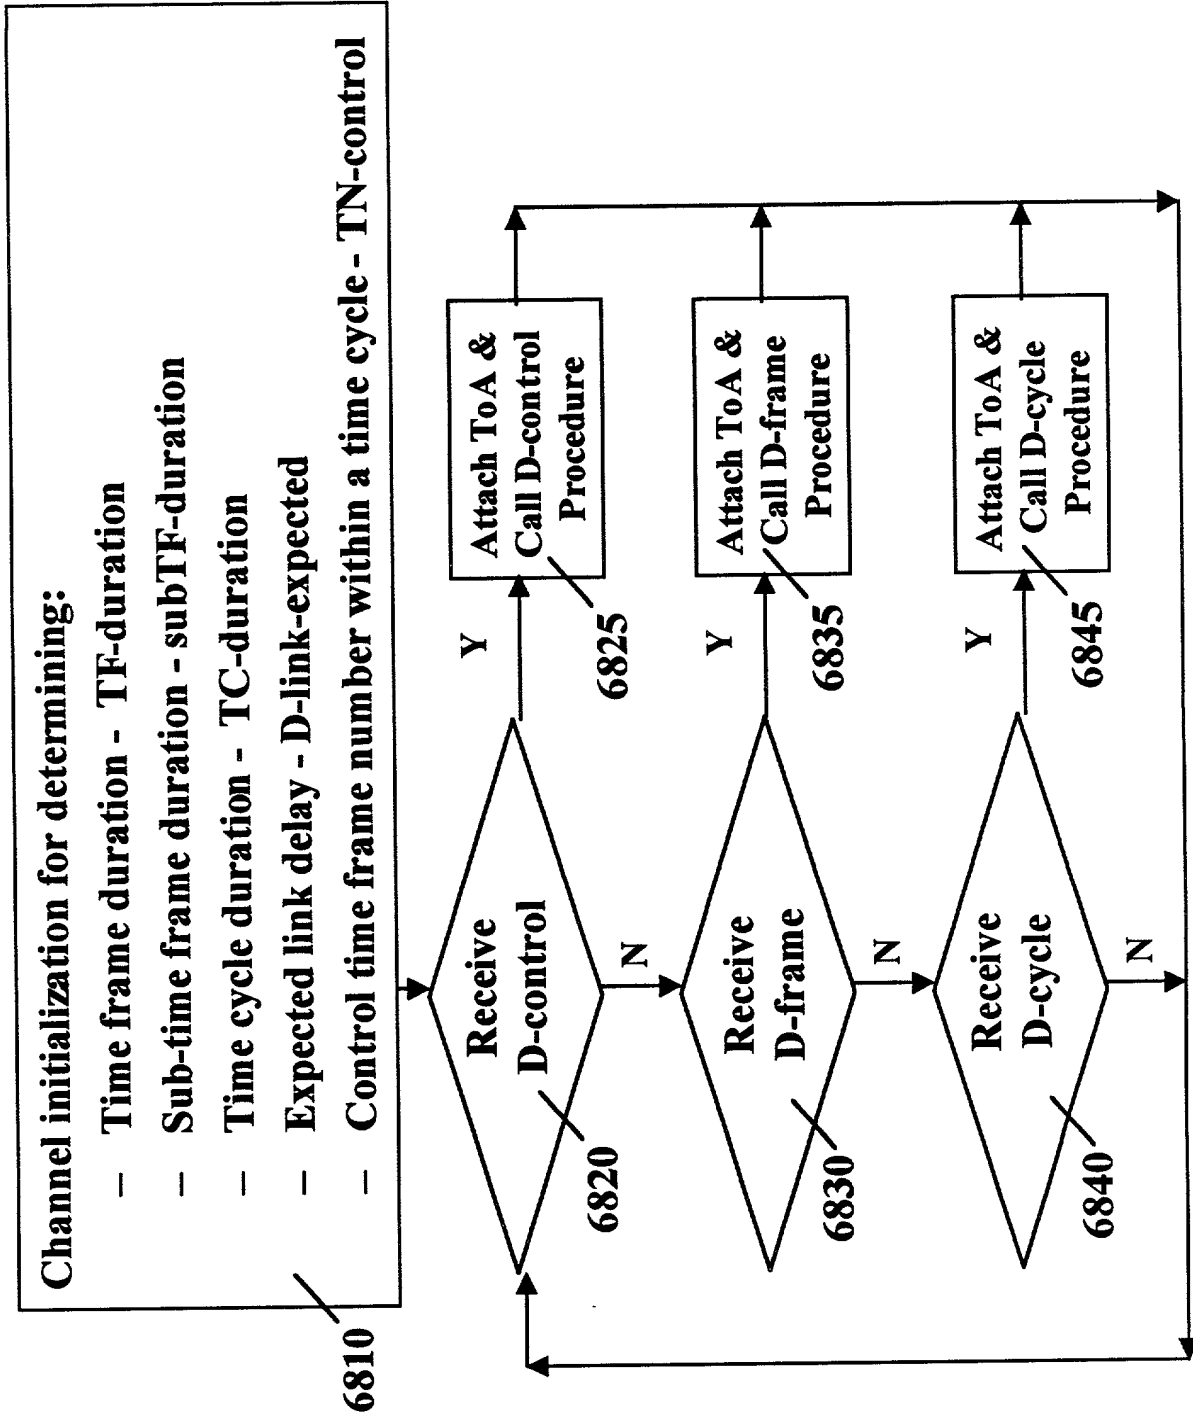 Channel initialization for determining:
– Time frame duration - TF-duration
– Sub-time frame duration - subTF-duration
– Time cycle duration - TC-duration
– Expected link delay - D-link-expected
– Control time frame number within a time cycle - TN-control
6810
Receive
D-control
6820
Y
Attach ToA &
Call D-control
Procedure
6825
N
Receive
D-frame
6830
Y
Attach ToA &
Call D-frame
Procedure
6835
N
Receive
D-cycle
6840
Y
Attach ToA &
Call D-cycle
Procedure
6845
N